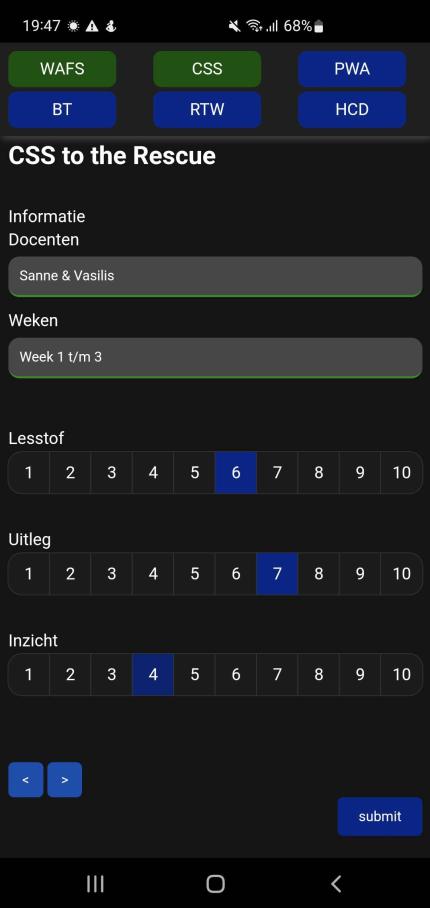 19:47 68%
WAFS CSS PWA
BT RTW HCD
CSS to the Rescue
Informatie
Docenten
Sanne & Vasilis
Weken
Week 1 t/m 3
Lesstof
1 2 3 4 5 6 7 8 9 10
Uitleg
1 2 3 4 5 6 7 8 9 10
Inzicht
1 2 3 4 5 6 7 8 9 10
< >
submit